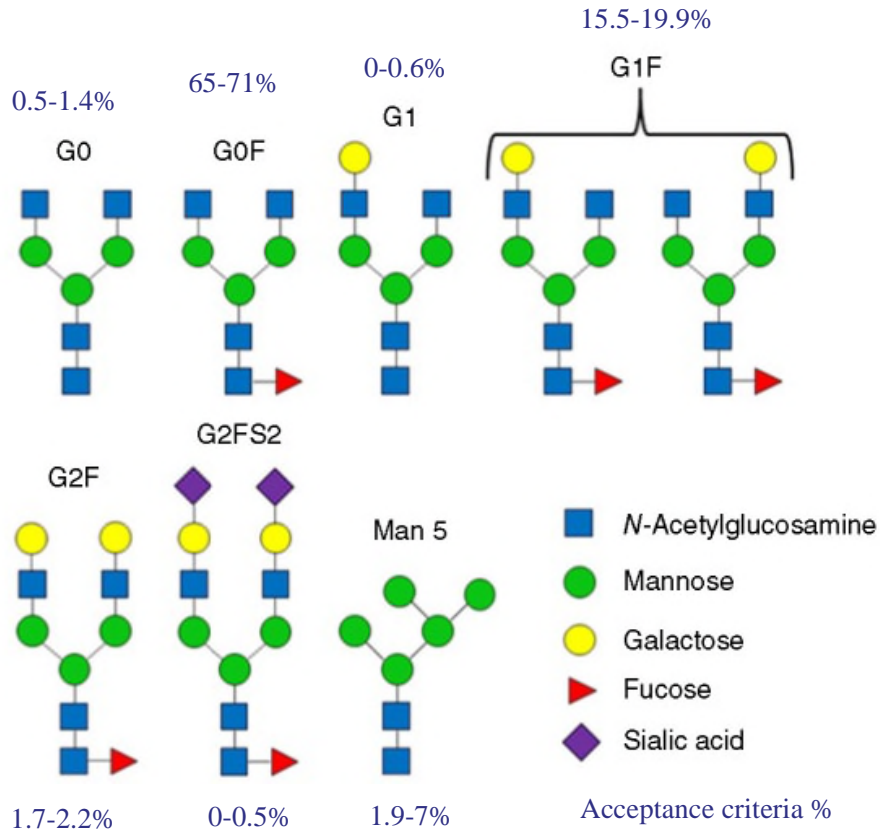 15.5-19.9%
0.5-1.4%
65-71%
0-0.6%
G1F
G0
G0F
G1
G2F
G2FS2
Man 5
N-Acetylglucosamine
Mannose
Galactose
Fucose
Sialic acid
1.7-2.2%
0-0.5%
1.9-7%
Acceptance criteria %